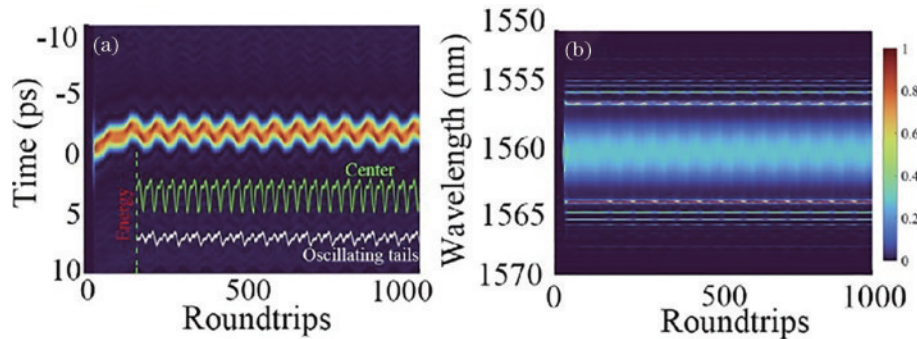 (a)
-10
-5
0
5
10
Time (ps)
Energy
Center
Oscillating tails
0
500
1000
Roundtrips
(b)
1550
1555
1560
1565
1570
Wavelength (nm)
0
500
1000
Roundtrips
1
0.8
0.6
0.4
0.2
0